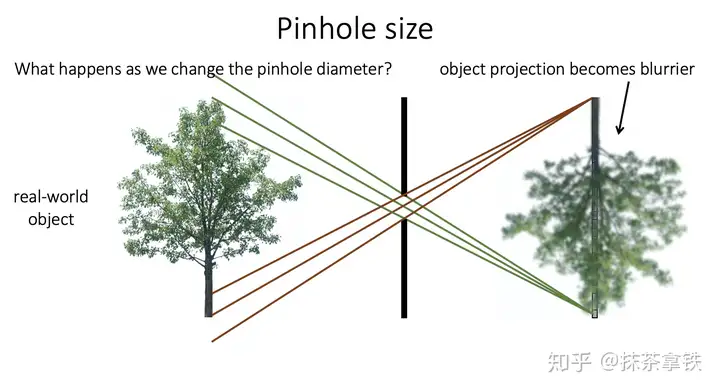 Pinhole size
What happens as we change the pinhole diameter?
object projection becomes blurrier
real-world
object
知乎 @抹茶拿铁